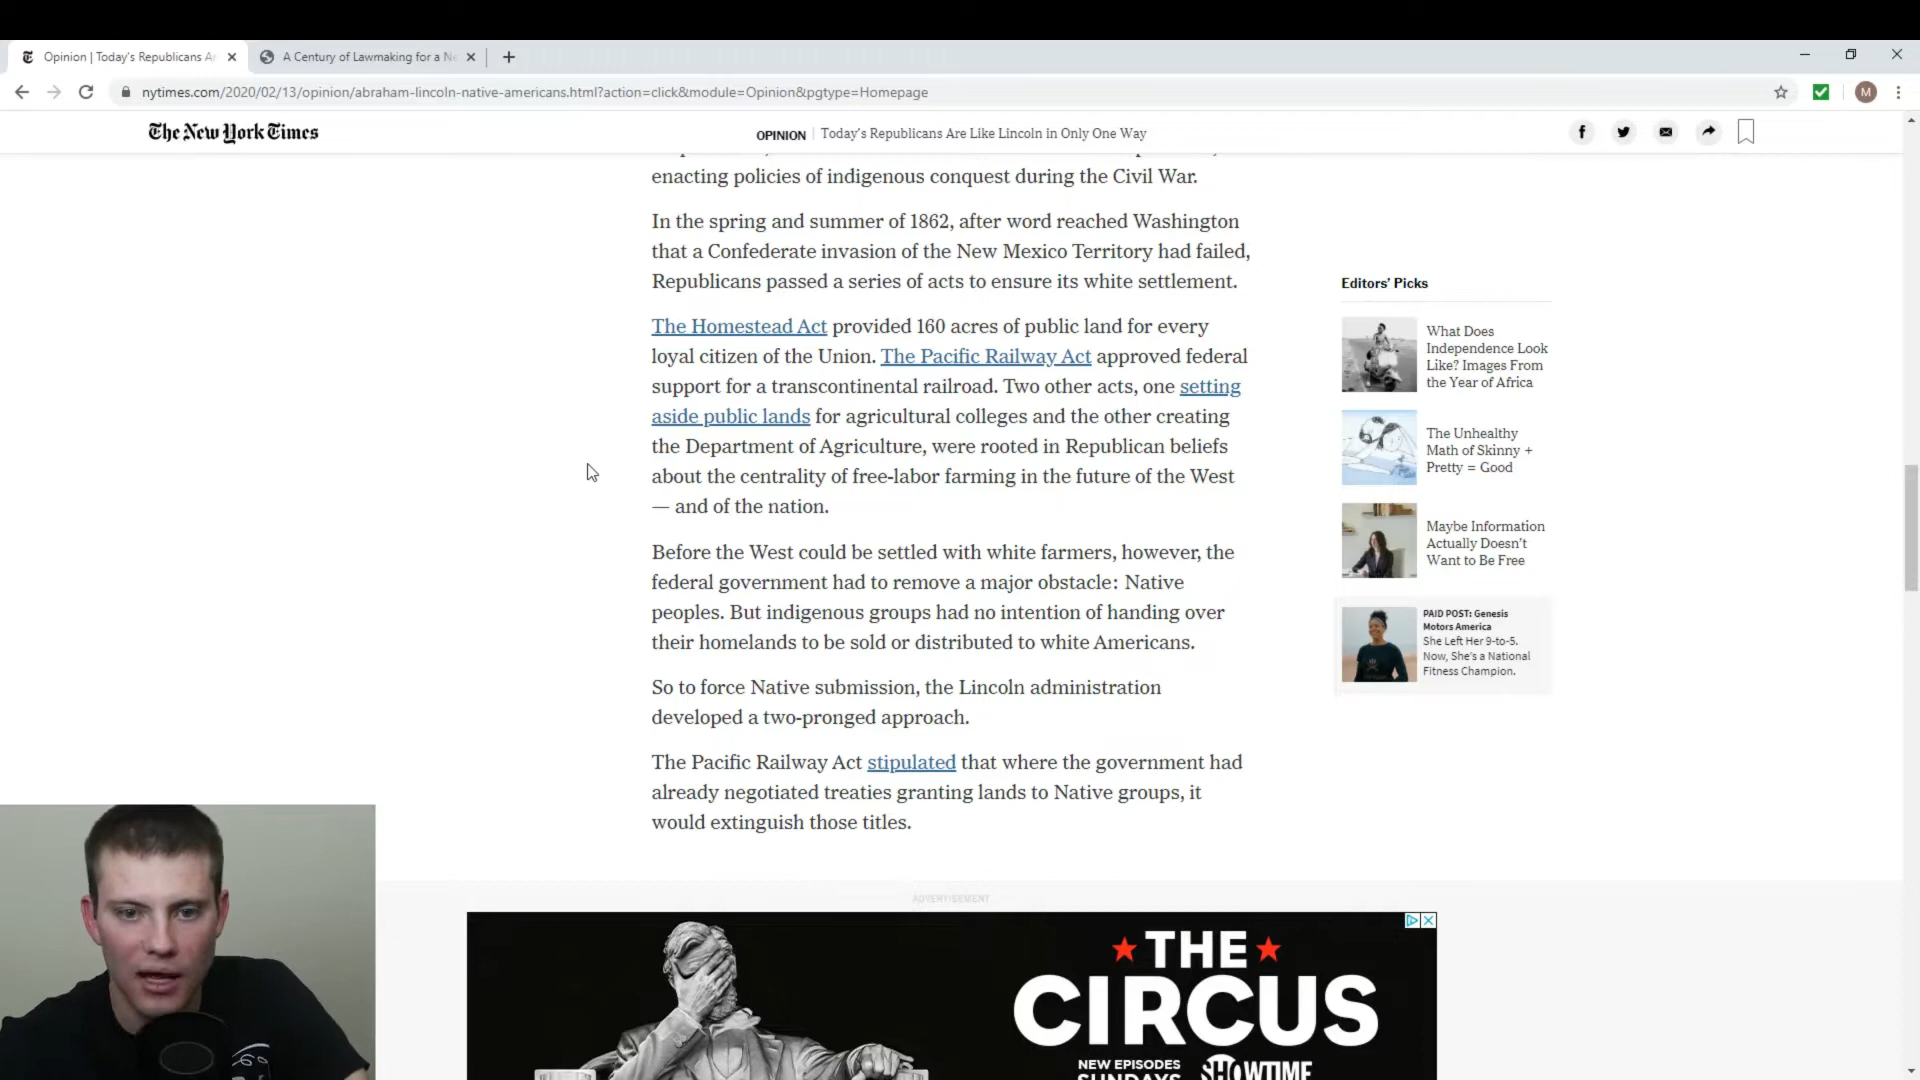 Opinion | Today's Republicans A
A Century of Lawmaking for a Ne
nytimes.com/2020/02/13/opinion/abraham-lincoln-native-americans.html?action=click&module=Opinion&pgtype=Homepage
M
The New York Times
OPINION | Today's Republicans Are Like Lincoln in Only One Way
enacting policies of indigenous conquest during the Civil War.
In the spring and summer of 1862, after word reached Washington
that a Confederate invasion of the New Mexico Territory had failed,
Republicans passed a series of acts to ensure its white settlement.
The Homestead Act provided 160 acres of public land for every
loyal citizen of the Union. The Pacific Railway Act approved federal
support for a transcontinental railroad. Two other acts, one setting
aside public lands for agricultural colleges and the other creating
the Department of Agriculture, were rooted in Republican beliefs
about the centrality of free-labor farming in the future of the West
— and of the nation.
Before the West could be settled with white farmers, however, the
federal government had to remove a major obstacle: Native
peoples. But indigenous groups had no intention of handing over
their homelands to be sold or distributed to white Americans.
So to force Native submission, the Lincoln administration
developed a two-pronged approach.
The Pacific Railway Act stipulated that where the government had
already negotiated treaties granting lands to Native groups, it
would extinguish those titles.
Editors' Picks
What Does
Independence Look
Like? Images From
the Year of Africa
The Unhealthy
Math of Skinny +
Pretty = Good
Maybe Information
Actually Doesn't
Want to Be Free
PAID POST: Genesis
Motors America
She Left Her 9-to-5.
Now, She's a National
Fitness Champion.
ADVERTISEMENT
THE
CIRCUS
NEW EPISODES
SUNDAYS
SHOWTIME